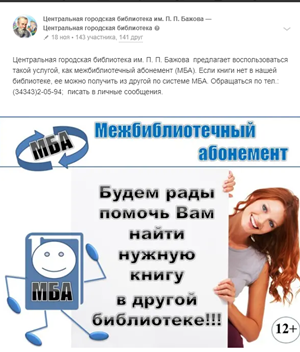 Центральная городская библиотека им. П. П. Бажова —
Центральная городская библиотека
18 ноя • 143 участника, 141 друг
Центральная городская библиотека им. П. П. Бажова предлагает воспользоваться
такой услугой, как межбиблиотечный абонемент (МБА). Если книги нет в нашей
библиотеке, ее можно получить из другой по системе МБА. Обращаться по тел.:
(34343)2-05-94; писать в личные сообщения.
МБА
Межбиблиотечный
абонемент
Будем рады
помочь Вам
найти
нужную
книгу
в другой
библиотеке!!!
МБА
12+